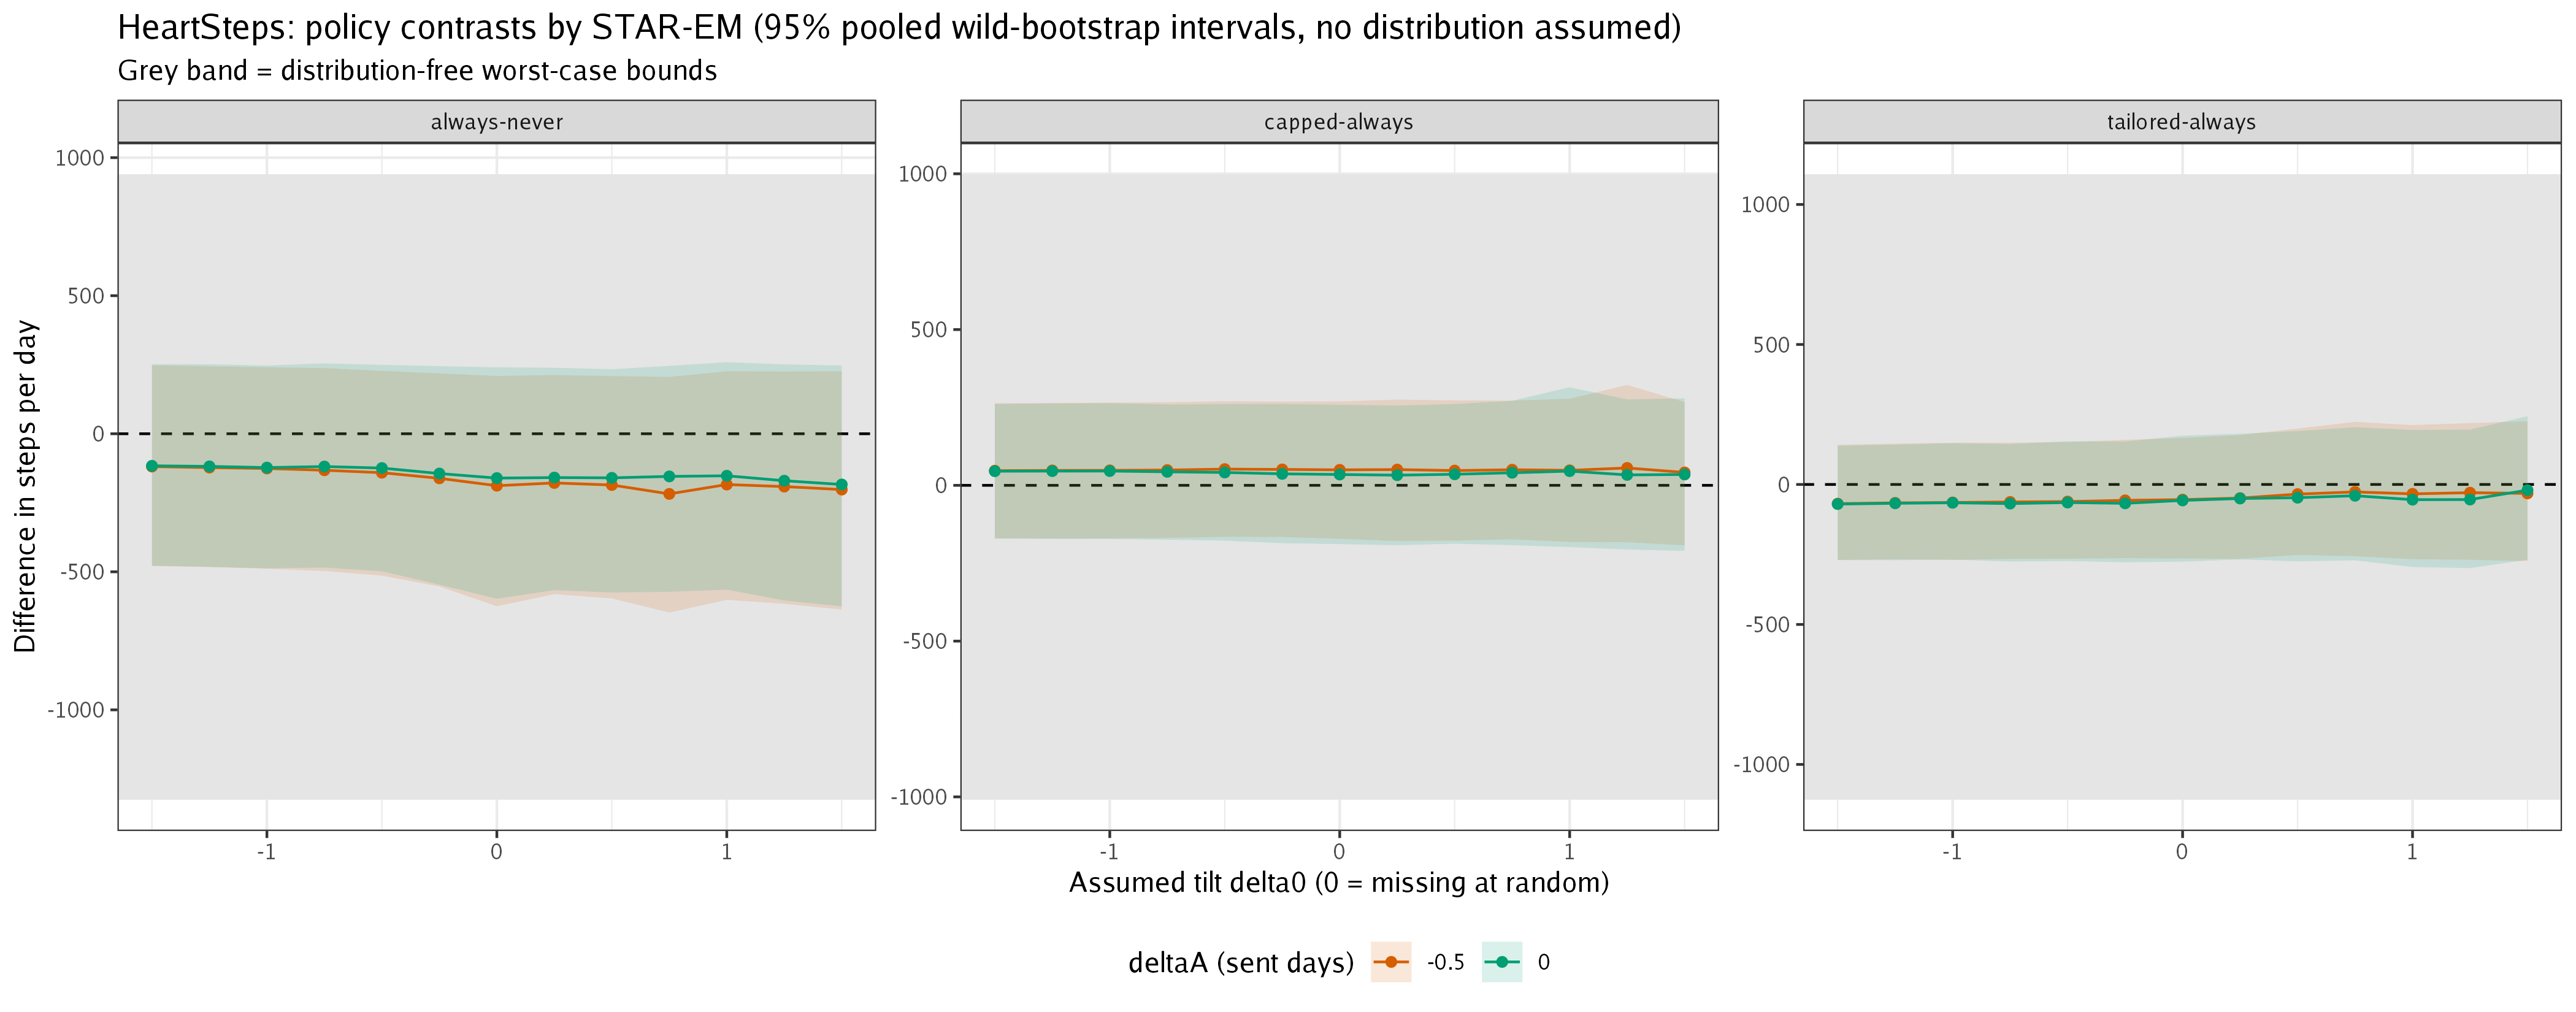 HeartSteps: policy contrasts by STAR-EM (95% pooled wild-bootstrap intervals, no distribution assumed)
Grey band = distribution-free worst-case bounds
always-never
capped-always
tailored-always
Difference in steps per day
1000
500
0
-500
-1000
1000
500
0
-500
-1000
1000
500
0
-500
-1000
-1 0 1
-1 0 1
-1 0 1
Assumed tilt delta0 (0 = missing at random)
deltaA (sent days) -0.5 0